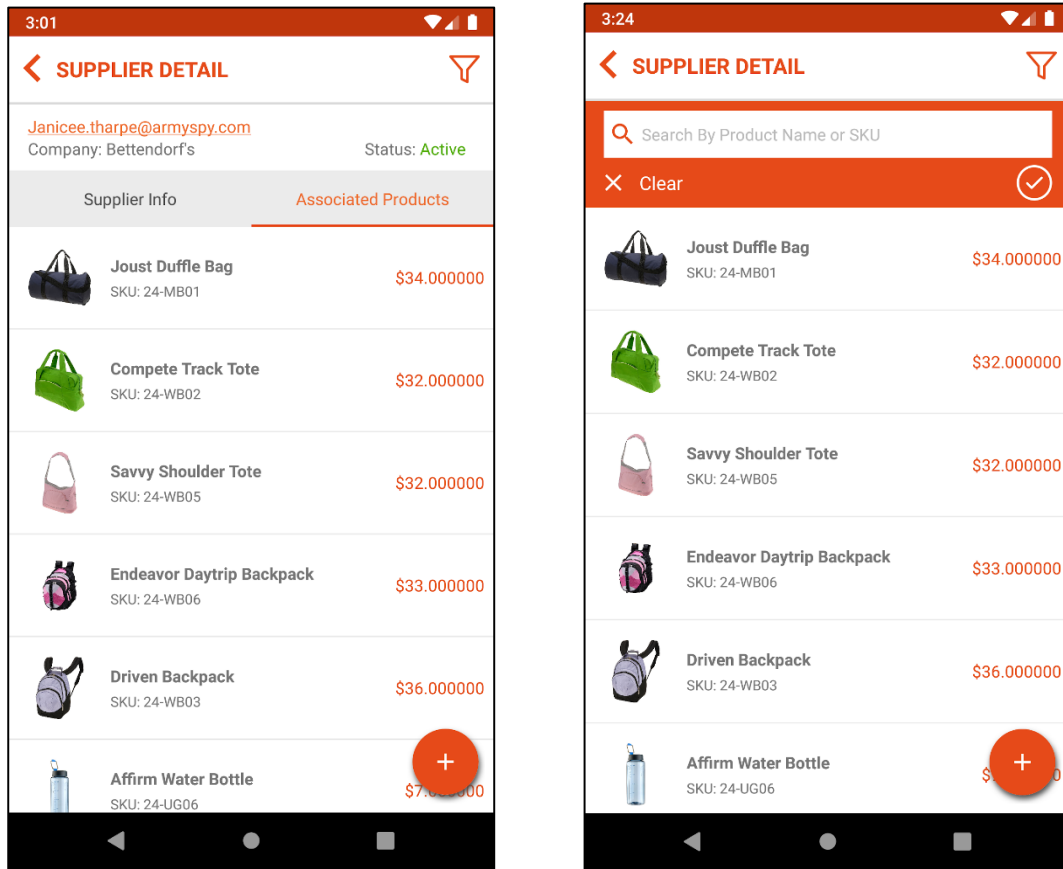 3:01
SUPPLIER DETAIL
Janicee.tharpe@armyspy.com
Company: Bettendorf's Status: Active
Supplier Info Associated Products
Joust Duffle Bag
SKU: 24-MB01
$34.000000
Compete Track Tote
SKU: 24-WB02
$32.000000
Savvy Shoulder Tote
SKU: 24-WB05
$32.000000
Endeavor Daytrip Backpack
SKU: 24-WB06
$33.000000
Driven Backpack
SKU: 24-WB03
$36.000000
Affirm Water Bottle
SKU: 24-UG06
+
3:24
SUPPLIER DETAIL
Search By Product Name or SKU
Clear
Joust Duffle Bag
SKU: 24-MB01
$34.000000
Compete Track Tote
SKU: 24-WB02
$32.000000
Savvy Shoulder Tote
SKU: 24-WB05
$32.000000
Endeavor Daytrip Backpack
SKU: 24-WB06
$33.000000
Driven Backpack
SKU: 24-WB03
$36.000000
Affirm Water Bottle
SKU: 24-UG06
+